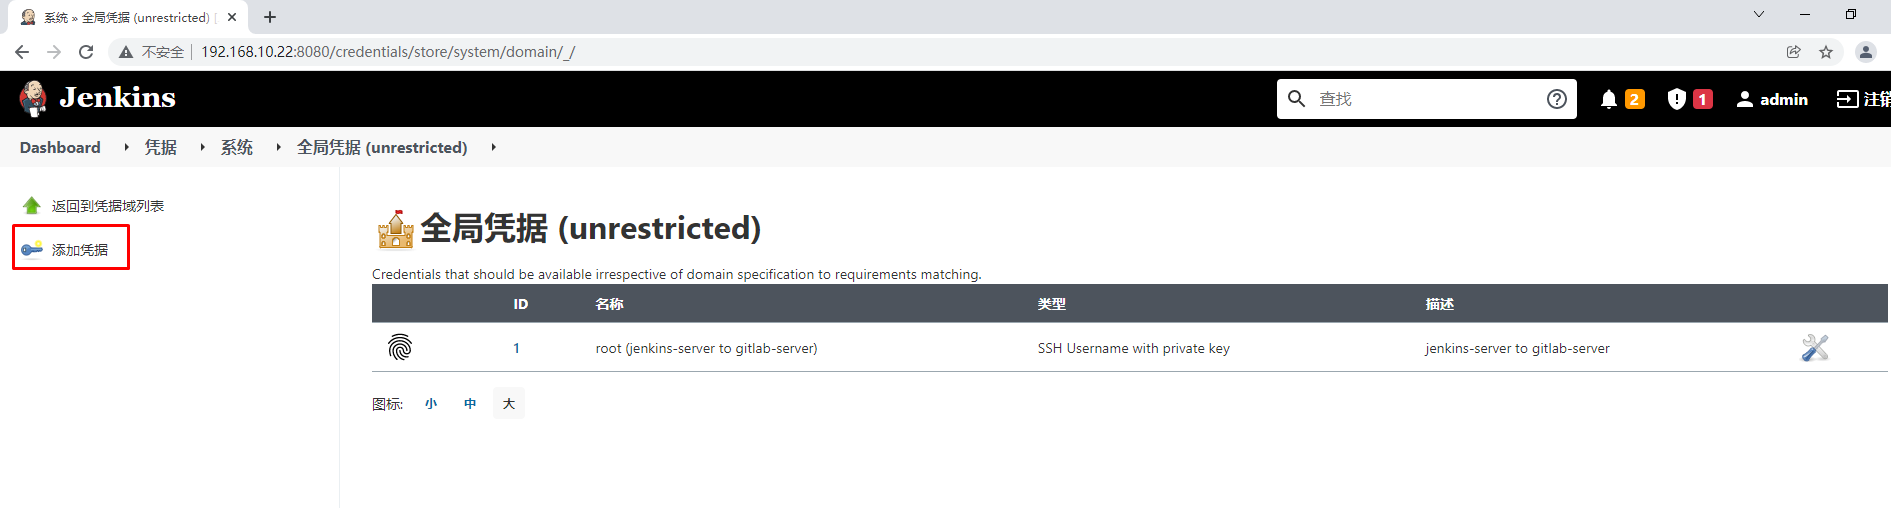 系统 » 全局凭据 (unrestricted)
不安全 192.168.10.22:8080/credentials/store/system/domain/_/
Jenkins 查找 2 1 admin 注销
Dashboard 凭据 系统 全局凭据 (unrestricted)
返回到凭据域列表
添加凭据
全局凭据 (unrestricted)
Credentials that should be available irrespective of domain specification to requirements matching.
ID 名称 类型 描述
1 root (jenkins-server to gitlab-server) SSH Username with private key jenkins-server to gitlab-server
图标: 小 中 大